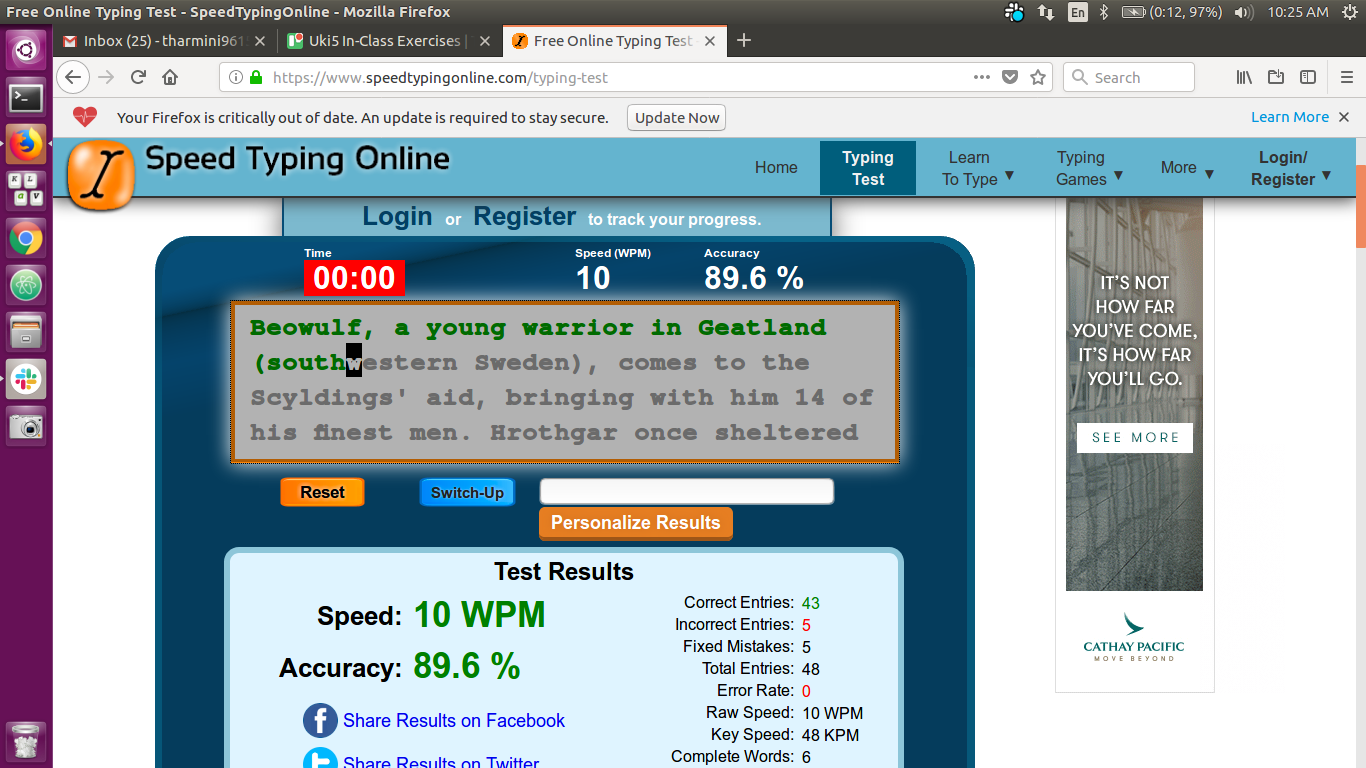 Free Online Typing Test - SpeedTypingOnline - Mozilla Firefox
En
(0:12, 97%)
10:25 AM
Inbox (25) - tharmini961
Uki5 In-Class Exercises |
Free Online Typing Test
https://www.speedtypingonline.com/typing-test
Search
Your Firefox is critically out of date. An update is required to stay secure.
Update Now
Learn More
Speed Typing Online
Home
Typing
Test
Learn
To Type ▼
Typing
Games ▼
More ▼
Login/
Register ▼
Login or Register to track your progress.
Time
00:00
Speed (WPM)
10
Accuracy
89.6 %
Beowulf, a young warrior in Geatland
(southwestern Sweden), comes to the
Scyldings' aid, bringing with him 14 of
his finest men. Hrothgar once sheltered
Reset
Switch-Up
Personalize Results
Test Results
Speed: 10 WPM
Accuracy: 89.6 %
Share Results on Facebook
Share Results on Twitter
Correct Entries: 43
Incorrect Entries: 5
Fixed Mistakes: 5
Total Entries: 48
Error Rate: 0
Raw Speed: 10 WPM
Key Speed: 48 KPM
Complete Words: 6
IT'S NOT
HOW FAR
YOU'VE COME,
IT'S HOW FAR
YOU'LL GO.
SEE MORE
CATHAY PACIFIC
MOVE BEYOND